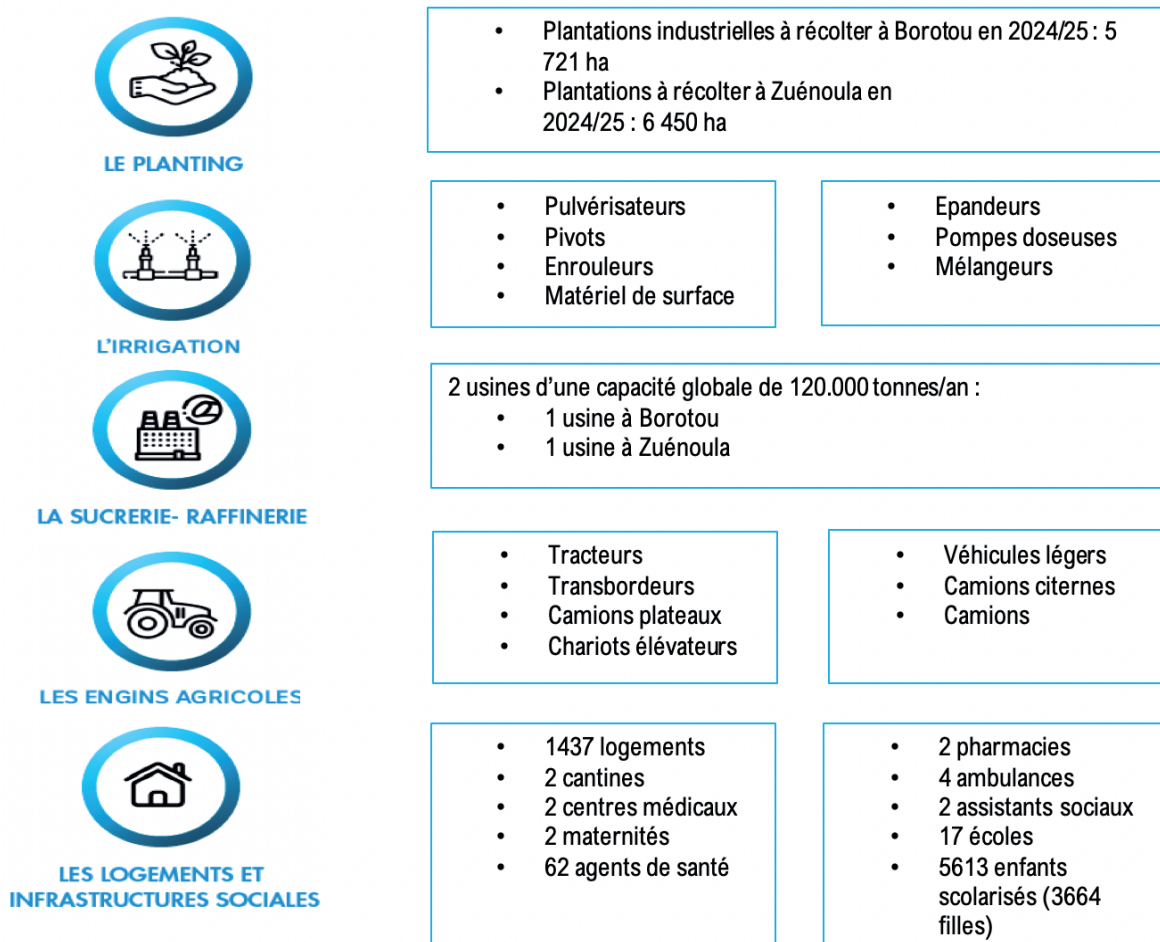 LE PLANTING
• Plantations industrielles à récolter à Borotou en 2024/25 : 5
721 ha
• Plantations à récolter à Zuénoula en
2024/25 : 6 450 ha
L'IRRIGATION
• Pulvérisateurs
• Pivots
• Enrouleurs
• Matériel de surface
• Epandeurs
• Pompes doseuses
• Mélangeurs
LA SUCRERIE- RAFFINERIE
2 usines d’une capacité globale de 120.000 tonnes/an :
• 1 usine à Borotou
• 1 usine à Zuénoula
LES ENGINS AGRICOLES
• Tracteurs
• Transbordeurs
• Camions plateaux
• Chariots élévateurs
• Véhicules légers
• Camions citernes
• Camions
LES LOGEMENTS ET
INFRASTRUCTURES SOCIALES
• 1437 logements
• 2 cantines
• 2 centres médicaux
• 2 maternités
• 62 agents de santé
• 2 pharmacies
• 4 ambulances
• 2 assistants sociaux
• 17 écoles
• 5613 enfants
scolarisés (3664
filles)